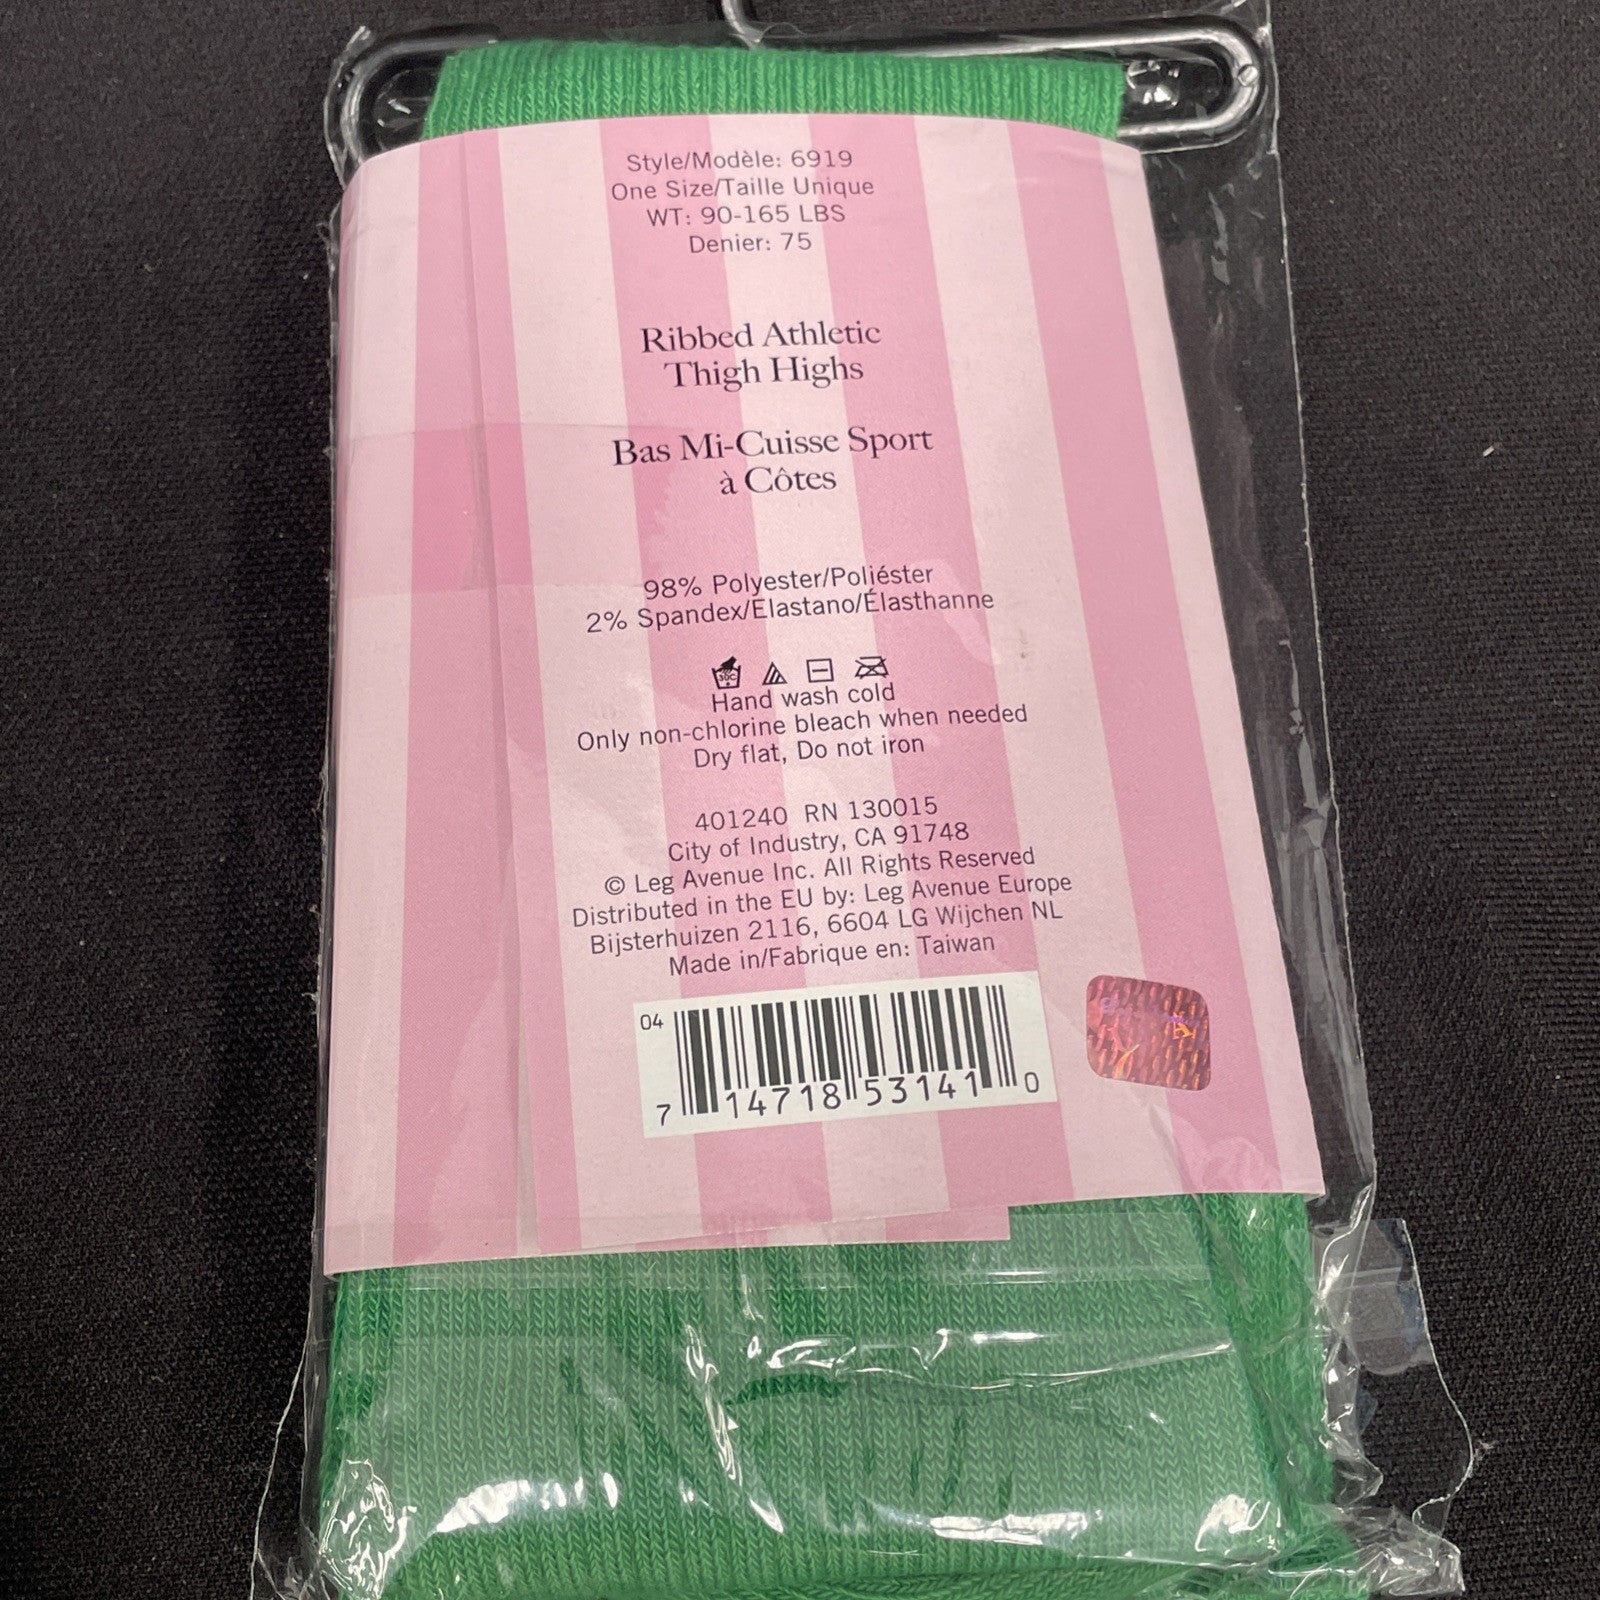 Style/Modèle: 6919
One Size/Taille Unique
WT: 90-165 LBS
Denier: 75
Ribbed Athletic
Thigh Highs
Bas Mi-Cuisse Sport
à Côtes
98% Polyester/Poliéster
2% Spandex/Elastano/Élasthanne
30C
Hand wash cold
Only non-chlorine bleach when needed
Dry flat, Do not iron
401240 RN 130015
City of Industry, CA 91748
© Leg Avenue Inc. All Rights Reserved
Distributed in the EU by: Leg Avenue Europe
Bijsterhuizen 2116, 6604 LG Wijchen NL
Made in/Fabrique en: Taiwan
04
7 14718 53141 0